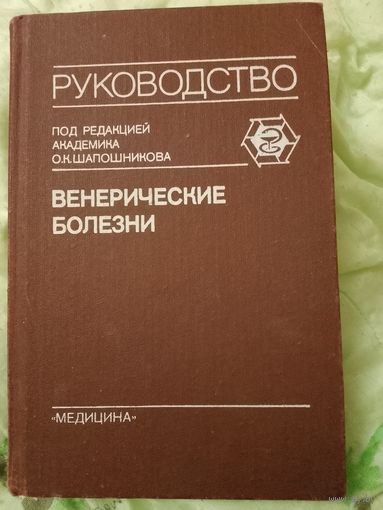 РУКОВОДСТВО
ПОД РЕДАКЦИЕЙ
АКАДЕМИКА
О.К.ШАПОШНИКОВА
ВЕНЕРИЧЕСКИЕ
БОЛЕЗНИ
«МЕДИЦИНА»